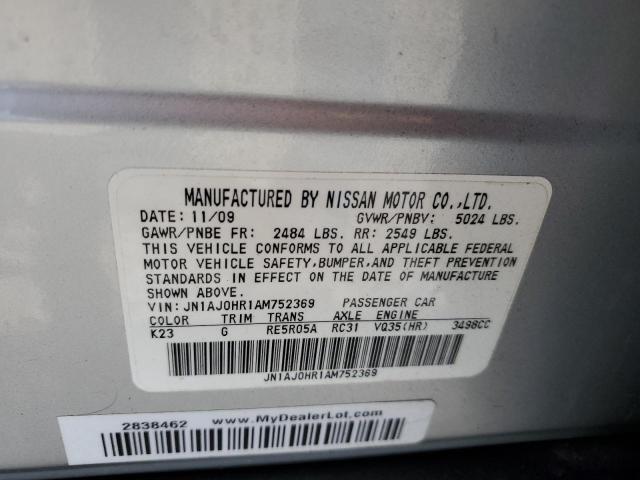 MANUFACTURED BY NISSAN MOTOR CO.,LTD.
DATE: 11/09 GVWR/PNBV: 5024 LBS.
GAWR/PNBE FR: 2484 LBS. RR: 2549 LBS.
THIS VEHICLE CONFORMS TO ALL APPLICABLE FEDERAL
MOTOR VEHICLE SAFETY,BUMPER,AND THEFT PREVENTION
STANDARDS IN EFFECT ON THE DATE OF MANUFACTURE
SHOWN ABOVE.
VIN: JN1AJ0HR1AM752369 PASSENGER CAR
COLOR TRIM TRANS AXLE ENGINE
K23 G RE5R05A RC31 VQ35(HR) 3498CC
JN1AJ0HR1AM752369
2838462 www.MyDealerLot.com